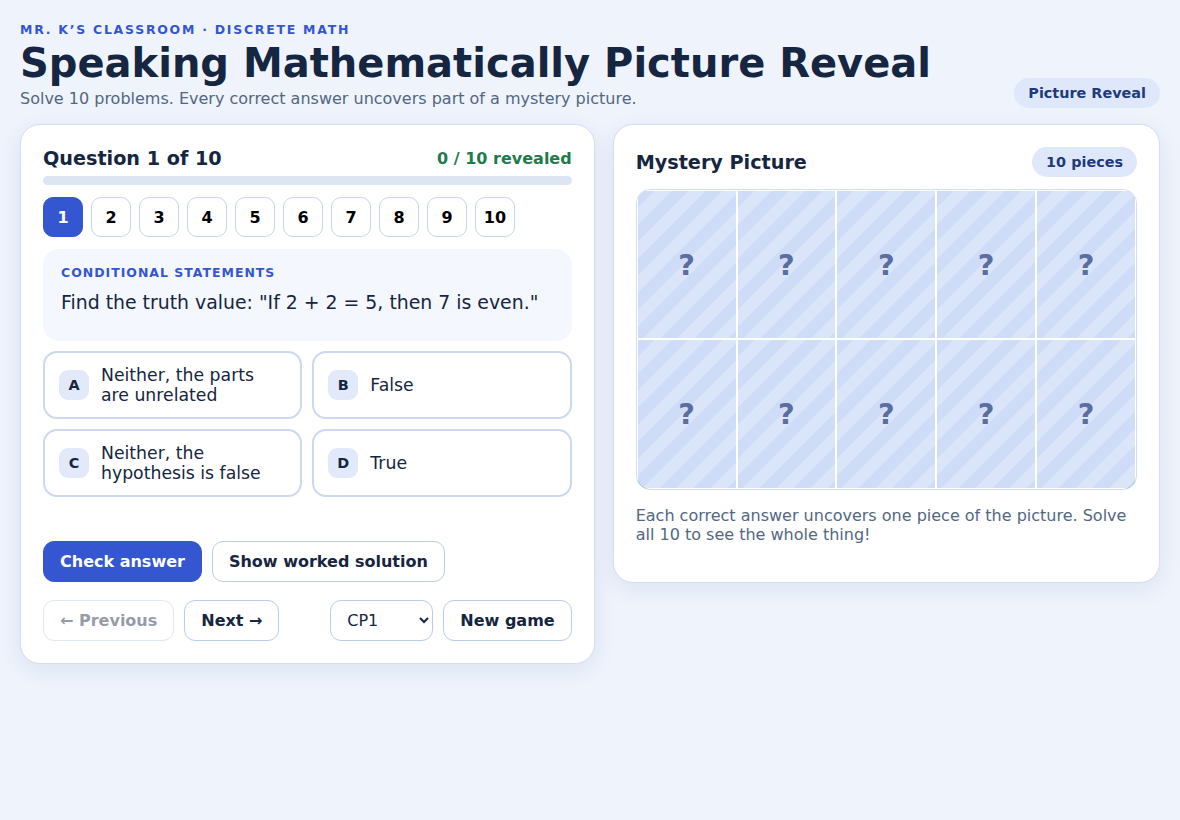 MR. K’S CLASSROOM · DISCRETE MATH
Speaking Mathematically Picture Reveal
Solve 10 problems. Every correct answer uncovers part of a mystery picture.
Picture Reveal
Question 1 of 10
0 / 10 revealed
1 2 3 4 5 6 7 8 9 10
CONDITIONAL STATEMENTS
Find the truth value: "If 2 + 2 = 5, then 7 is even."
A Neither, the parts
are unrelated
B False
C Neither, the
hypothesis is false
D True
Check answer
Show worked solution
← Previous
Next →
CP1
New game
Mystery Picture
10 pieces
? ? ? ? ?
? ? ? ? ?
Each correct answer uncovers one piece of the picture. Solve
all 10 to see the whole thing!